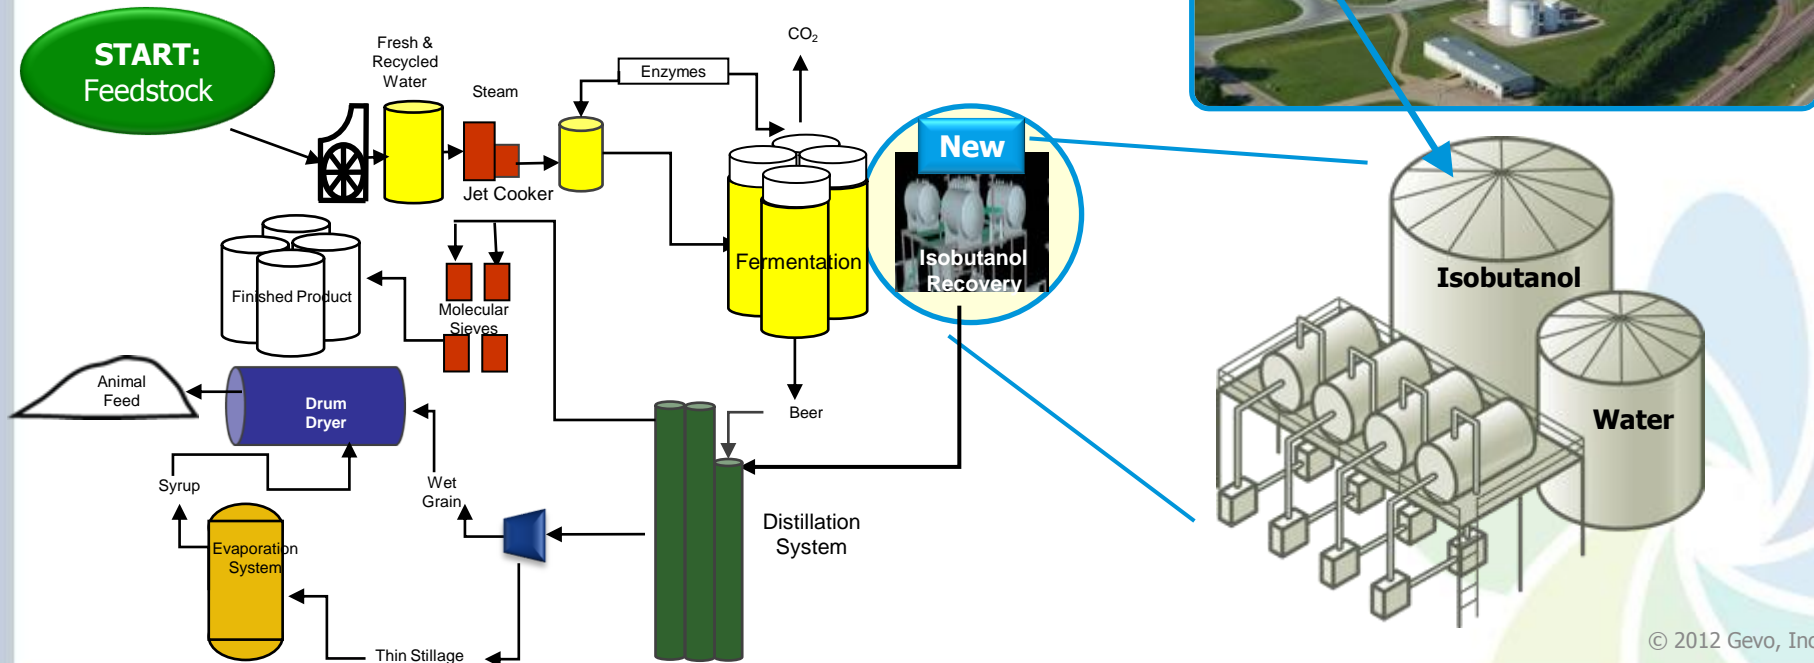 START:
Feedstock
Fresh &
Recycled
Water
Steam
Jet Cooker
Enzymes
CO₂
New
Fermentation
Isobutanol
Recovery
Finished Product
Molecular
Sieves
Animal
Feed
Drum
Dryer
Beer
Syrup
Wet
Grain
Evaporation
System
Distillation
System
Thin Stillage
Isobutanol
Water
© 2012 Gevo, Inc